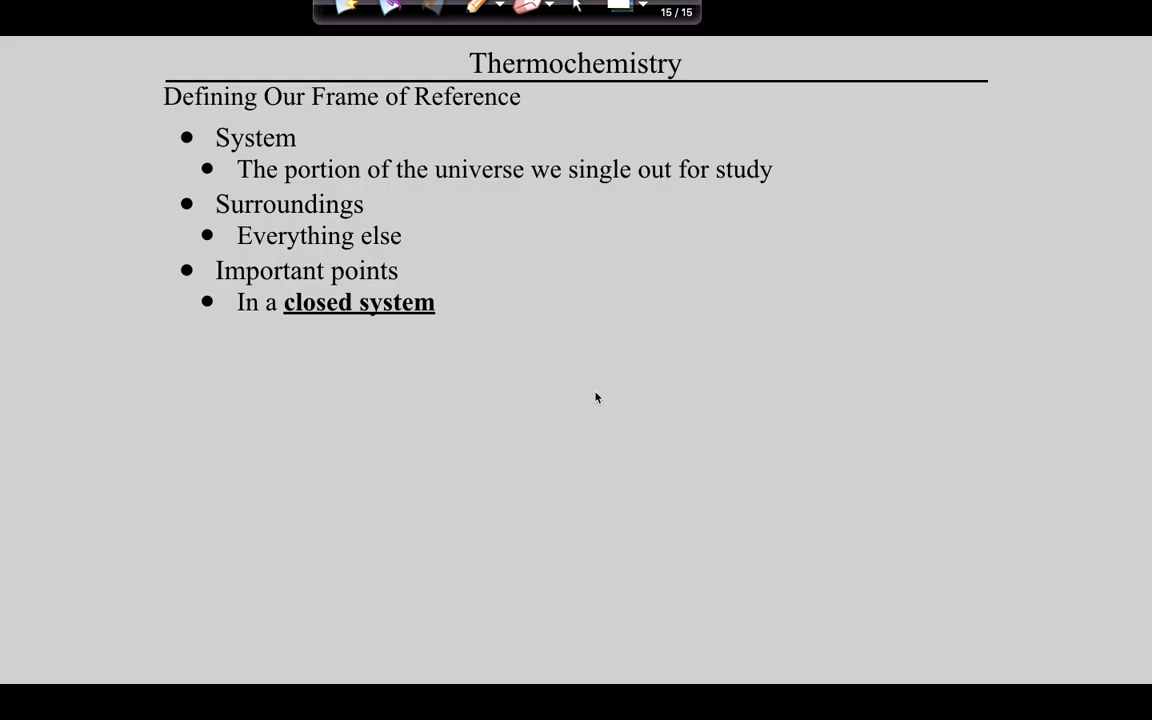 15 / 15
Thermochemistry
Defining Our Frame of Reference
● System
● The portion of the universe we single out for study
● Surroundings
● Everything else
● Important points
● In a closed system